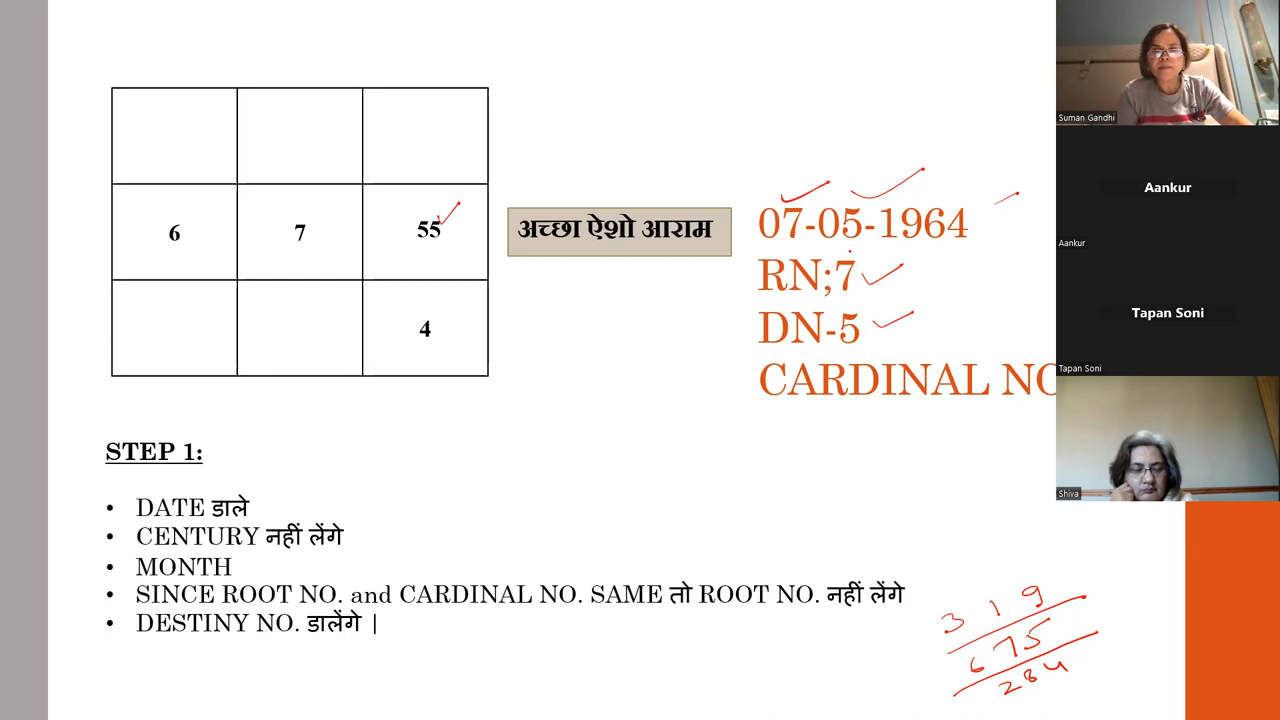 6 7 55
4
अच्छा ऐशो आराम
07-05-1964
RN;7
DN-5
CARDINAL NO
STEP 1:
• DATE डाले
• CENTURY नहीं लेंगे
• MONTH
• SINCE ROOT NO. and CARDINAL NO. SAME तो ROOT NO. नहीं लेंगे
• DESTINY NO. डालेंगे |
3 1 9
6 7 5
2 8 4
Suman Gandhi
Aankur
Aankur
Tapan Soni
Tapan Soni
Shiva